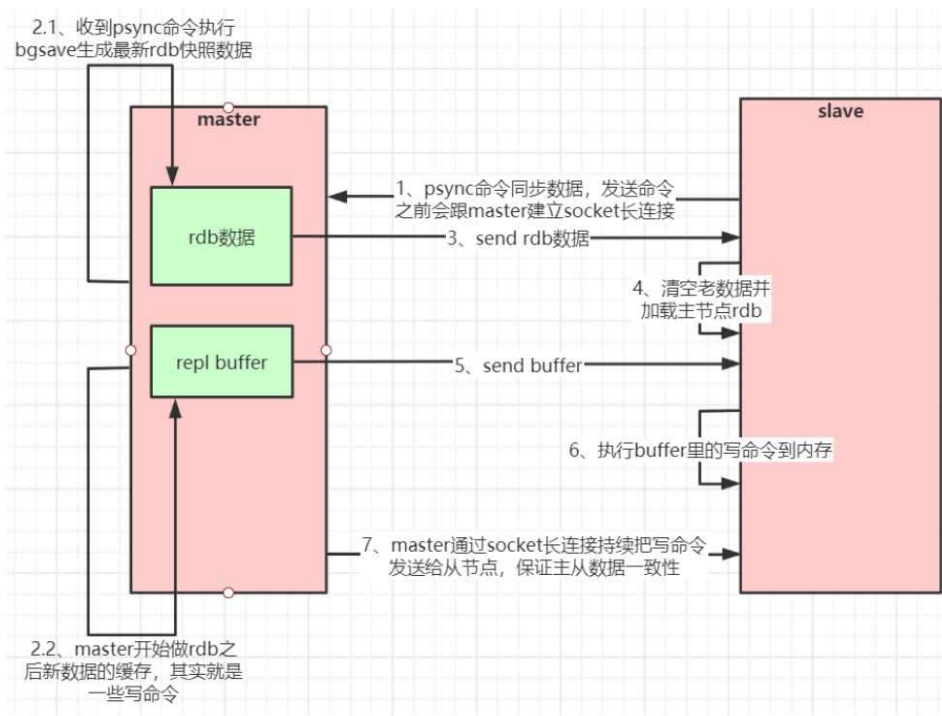 2.1、收到psync命令执行
bgsave生成最新rdb快照数据
master
slave
1、psync命令同步数据，发送命令
之前会跟master建立socket长连接
rdb数据
3、send rdb数据
4、清空老数据并
加载主节点rdb
repl buffer
5、send buffer
6、执行buffer里的写命令到内存
7、master通过socket长连接持续把写命令
发送给从节点，保证主从数据一致性
2.2、master开始做rdb之
后新数据的缓存，其实就是
一些写命令